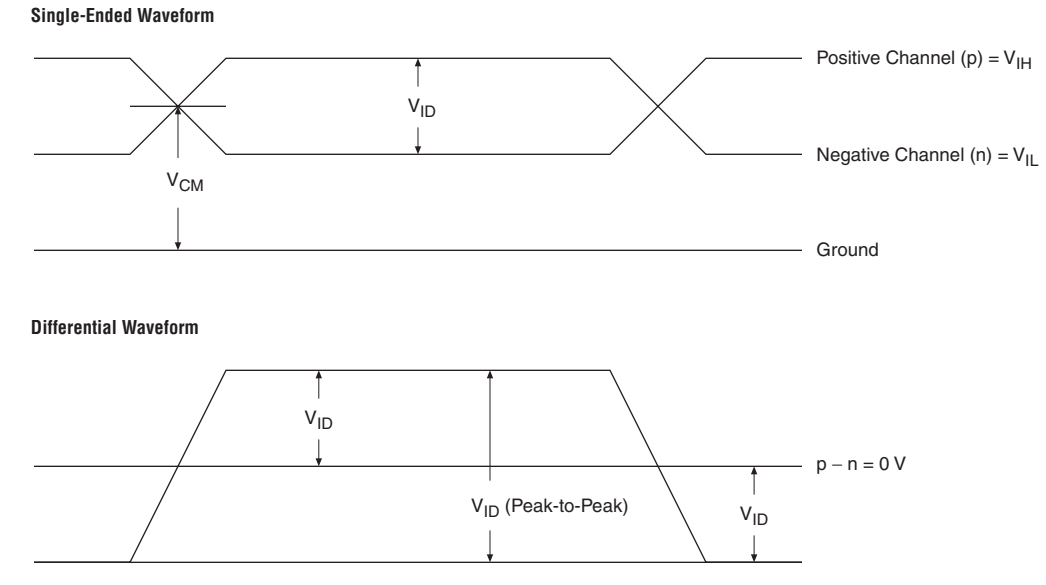 Single-Ended Waveform
Positive Channel (p) = VIH
VID
Negative Channel (n) = VIL
VCM
Ground
Differential Waveform
VID
p − n = 0 V
VID (Peak-to-Peak)
VID